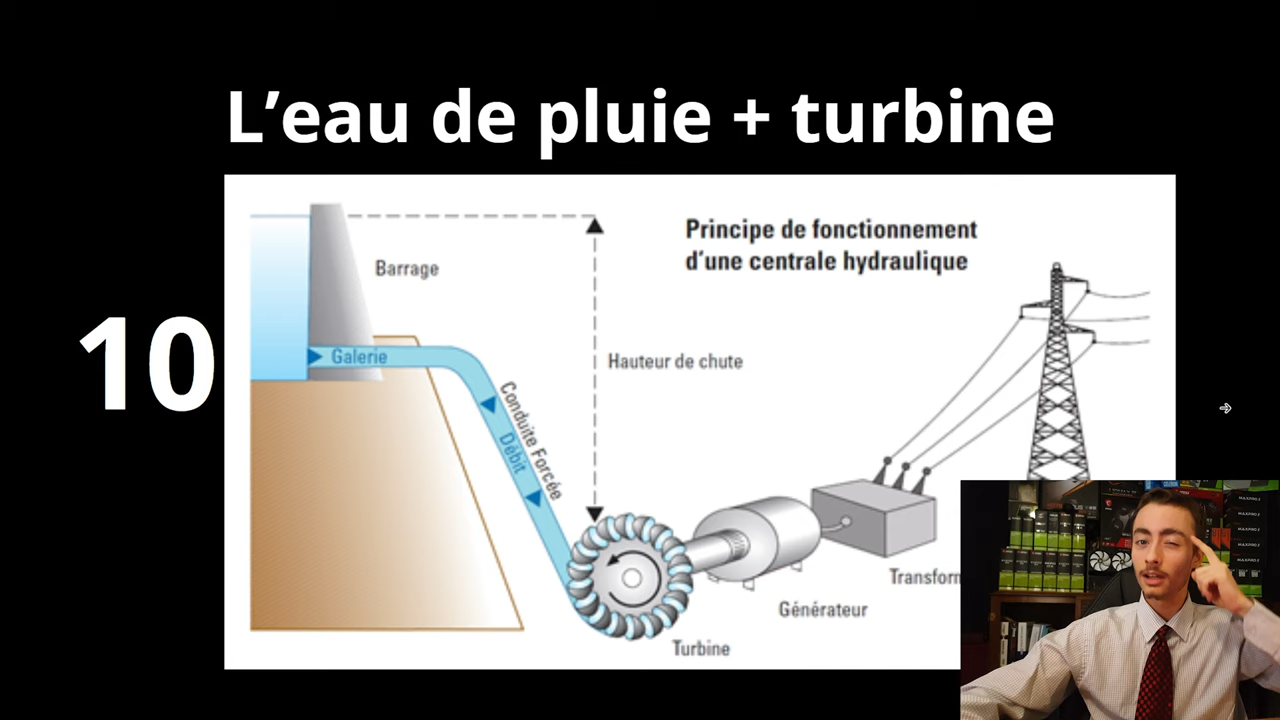 L’eau de pluie + turbine
10
Principe de fonctionnement
d’une centrale hydraulique
Barrage
Galerie
Hauteur de chute
Conduite Forcée
Débit
Transform
Générateur
Turbine